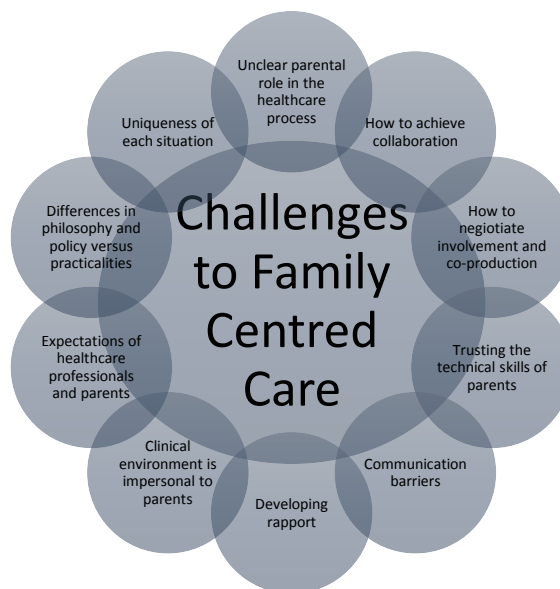 Unclear parental
role in the
healthcare
process
How to achieve
collaboration
How to
negiotiate
involvement and
co-production
Trusting the
technical skills of
parents
Communication
barriers
Developing
rapport
Clinical
environment is
impersonal to
parents
Expectations of
healthcare
professionals
and parents
Differences in
philosophy and
policy versus
practicalities
Uniqueness of
each situation
Challenges
to Family
Centred
Care